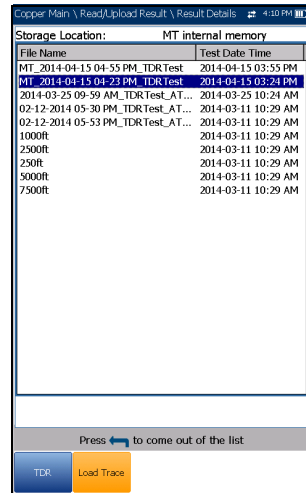 Copper Main \ Read/Upload Result \ Result Details 4:10 PM
Storage Location: MT internal memory
File Name Test Date Time
MT_2014-04-15 04-55 PM_TDRTest 2014-04-15 03:55 PM
MT_2014-04-15 04-23 PM_TDRTest 2014-04-15 03:24 PM
2014-03-25 09-59 AM_TDRTest_AT... 2014-03-25 10:24 AM
02-12-2014 05-30 PM_TDRTest_AT... 2014-03-11 10:29 AM
02-12-2014 05-53 PM_TDRTest_AT... 2014-03-11 10:29 AM
1000ft 2014-03-11 10:29 AM
2500ft 2014-03-11 10:29 AM
250ft 2014-03-11 10:29 AM
5000ft 2014-03-11 10:29 AM
7500ft 2014-03-11 10:29 AM
Press to come out of the list
TDR Load Trace